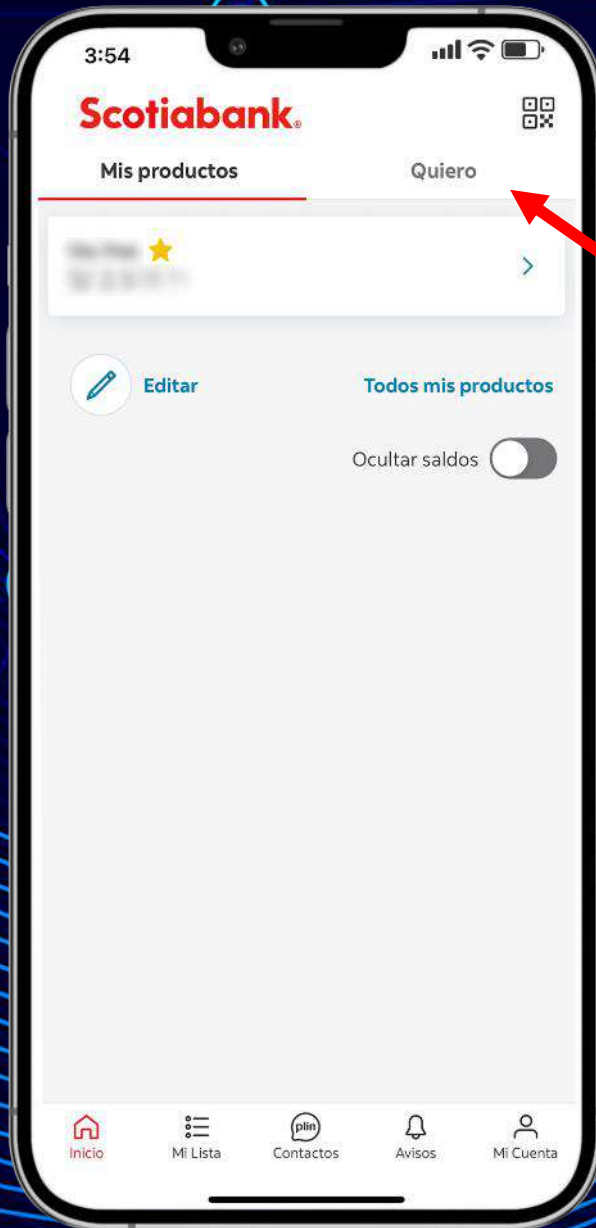 3:54
Scotiabank®
Mis productos
Quiero
Editar
Todos mis productos
Ocultar saldos
plin
Inicio
Mi Lista
Contactos
Avisos
Mi Cuenta